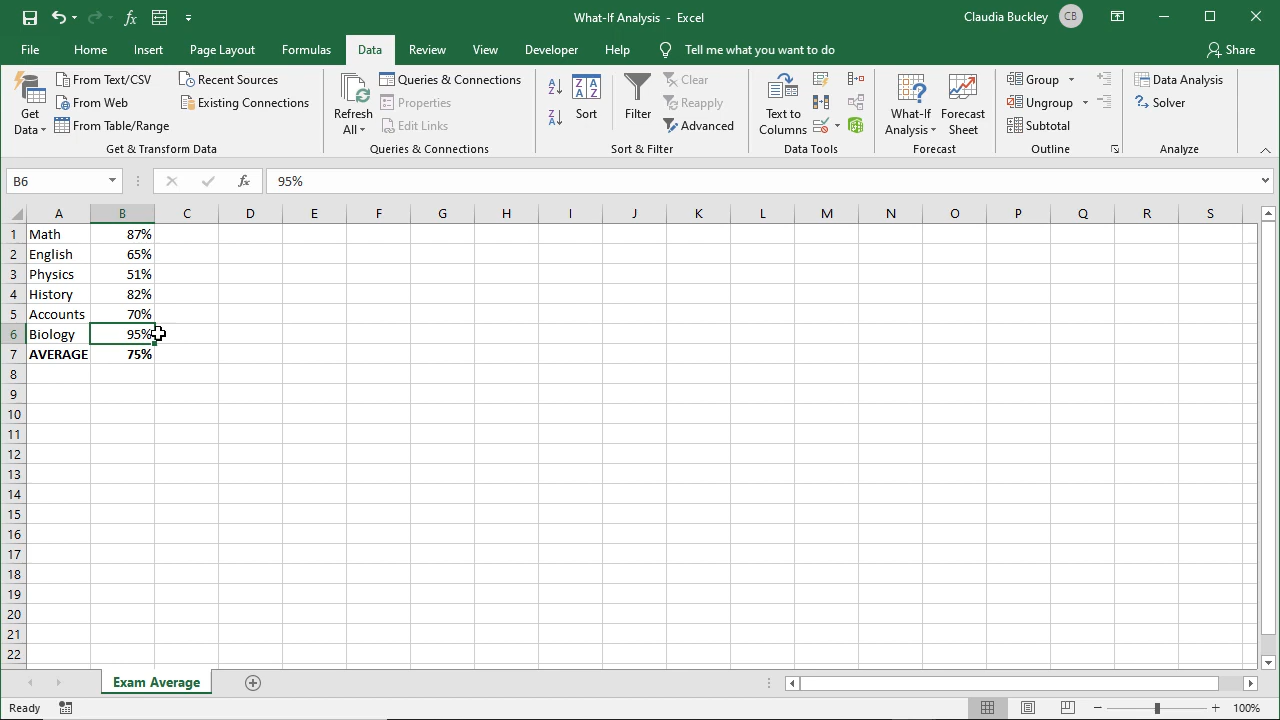 What-If Analysis - Excel
Claudia Buckley CB
File Home Insert Page Layout Formulas Data Review View Developer Help Tell me what you want to do Share
Get Data
From Text/CSV
From Web
From Table/Range
Recent Sources
Existing Connections
Get & Transform Data
Refresh All
Queries & Connections
Properties
Edit Links
Queries & Connections
Sort
Filter
Clear
Reapply
Advanced
Sort & Filter
Text to Columns
Data Tools
What-If Analysis
Forecast Sheet
Forecast
Group
Ungroup
Subtotal
Outline
Data Analysis
Solver
Analyze
B6 fx 95%
A B C D E F G H I J K L M N O P Q R S
1 Math 87%
2 English 65%
3 Physics 51%
4 History 82%
5 Accounts 70%
6 Biology 95%
7 AVERAGE 75%
8
9
10
11
12
13
14
15
16
17
18
19
20
21
22
Exam Average
Ready 100%